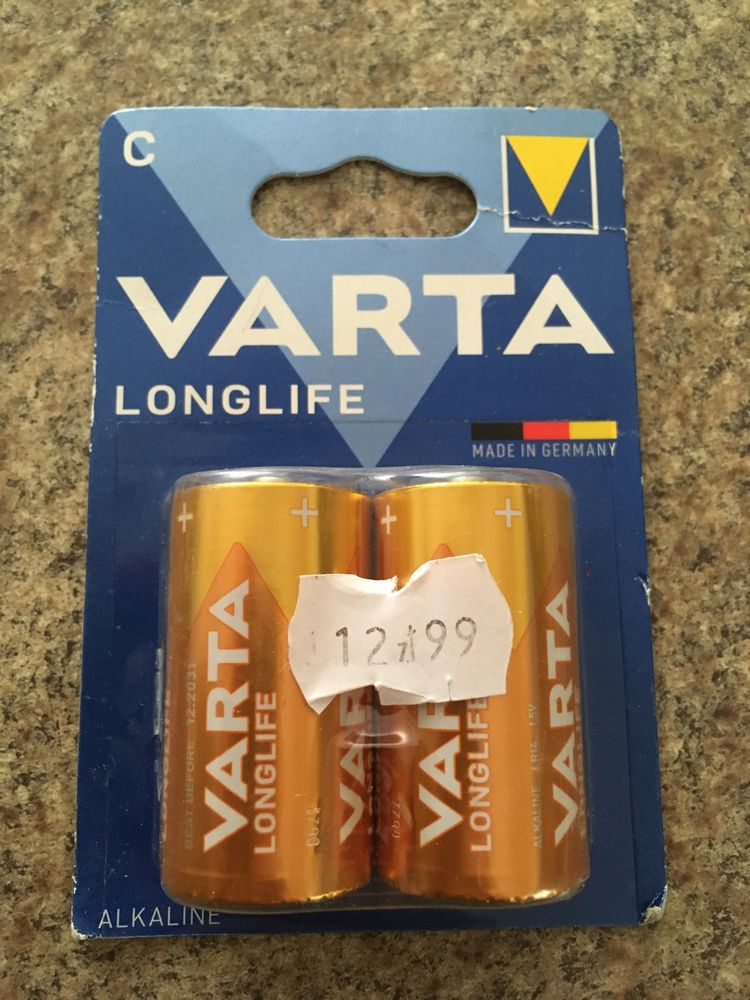 C
VARTA
LONGLIFE
MADE IN GERMANY
+ +
+ +
12zł99
BEST BEFORE 12.2031
VARTA
LONGLIFE
VARTA
LONGLIFE
ALKALINE LR14 1.5V
VARTA
ALKALINE